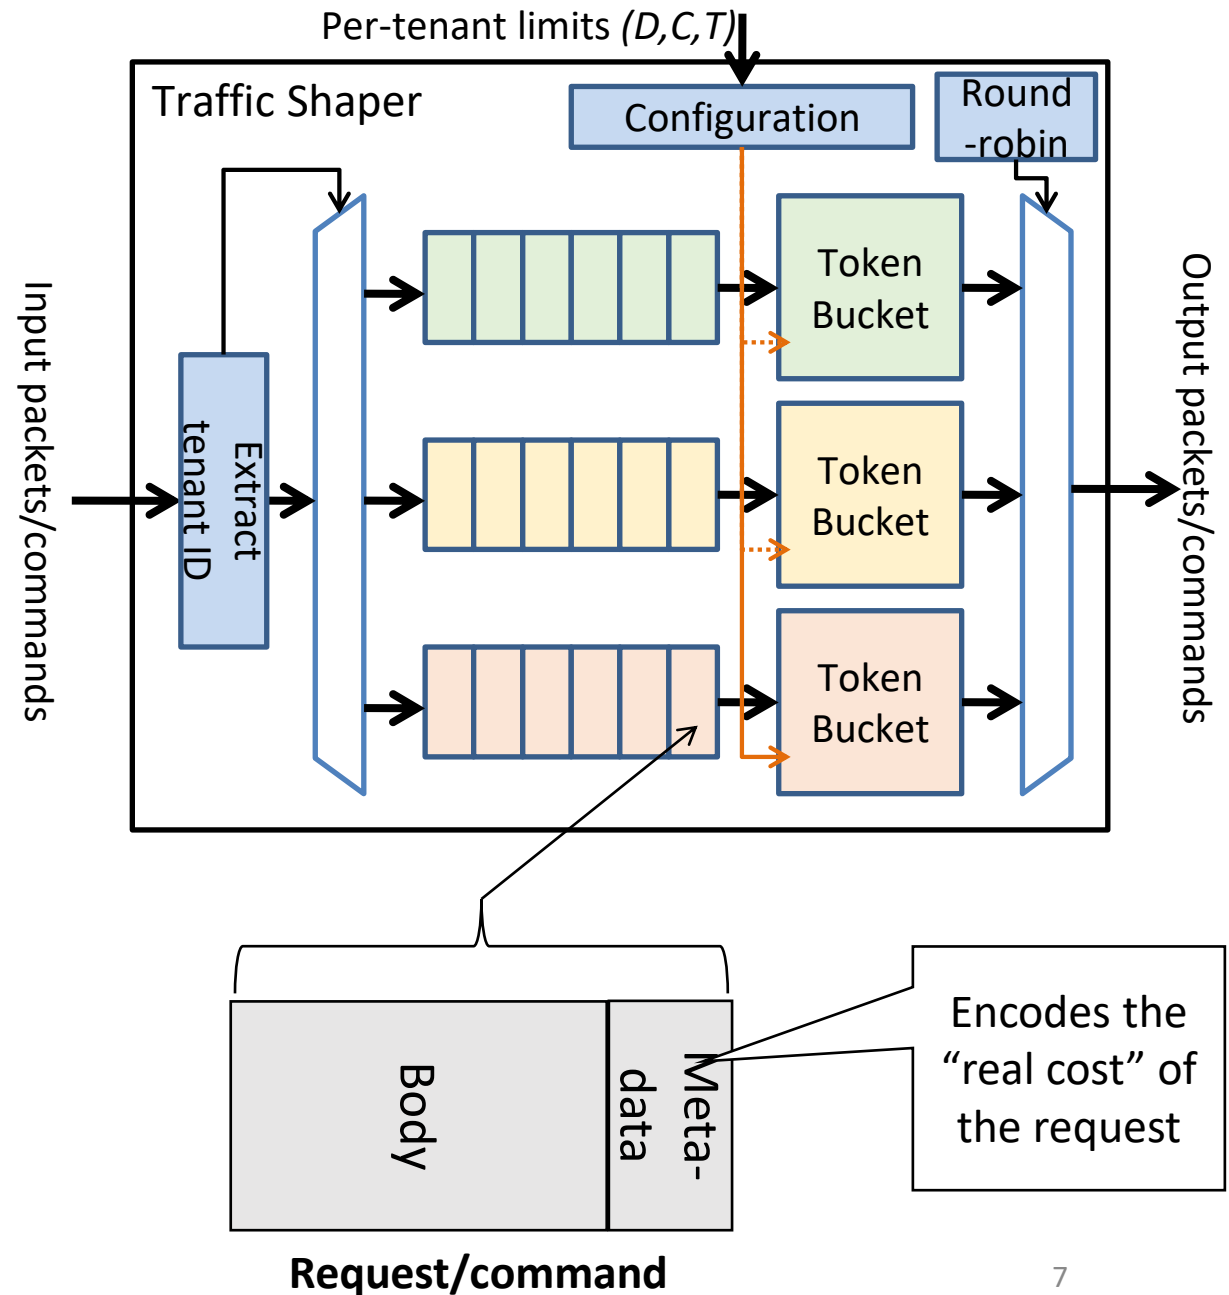 Per-tenant limits (D,C,T)
Traffic Shaper
Configuration
Round
-robin
Input packets/commands
Extract
tenant ID
Token
Bucket
Token
Bucket
Token
Bucket
Output packets/commands
Body
Meta-
data
Encodes the
“real cost” of
the request
Request/command
7